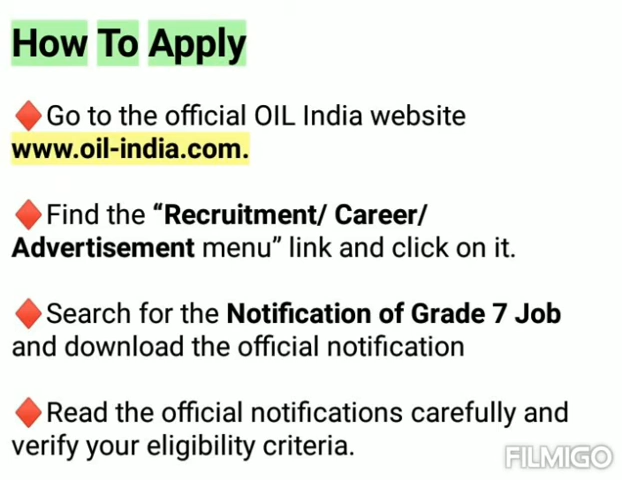 How To Apply
♦️Go to the official OIL India website
www.oil-india.com.
♦️Find the “Recruitment/ Career/
Advertisement menu” link and click on it.
♦️Search for the Notification of Grade 7 Job
and download the official notification
♦️Read the official notifications carefully and
verify your eligibility criteria.
FILMIGO